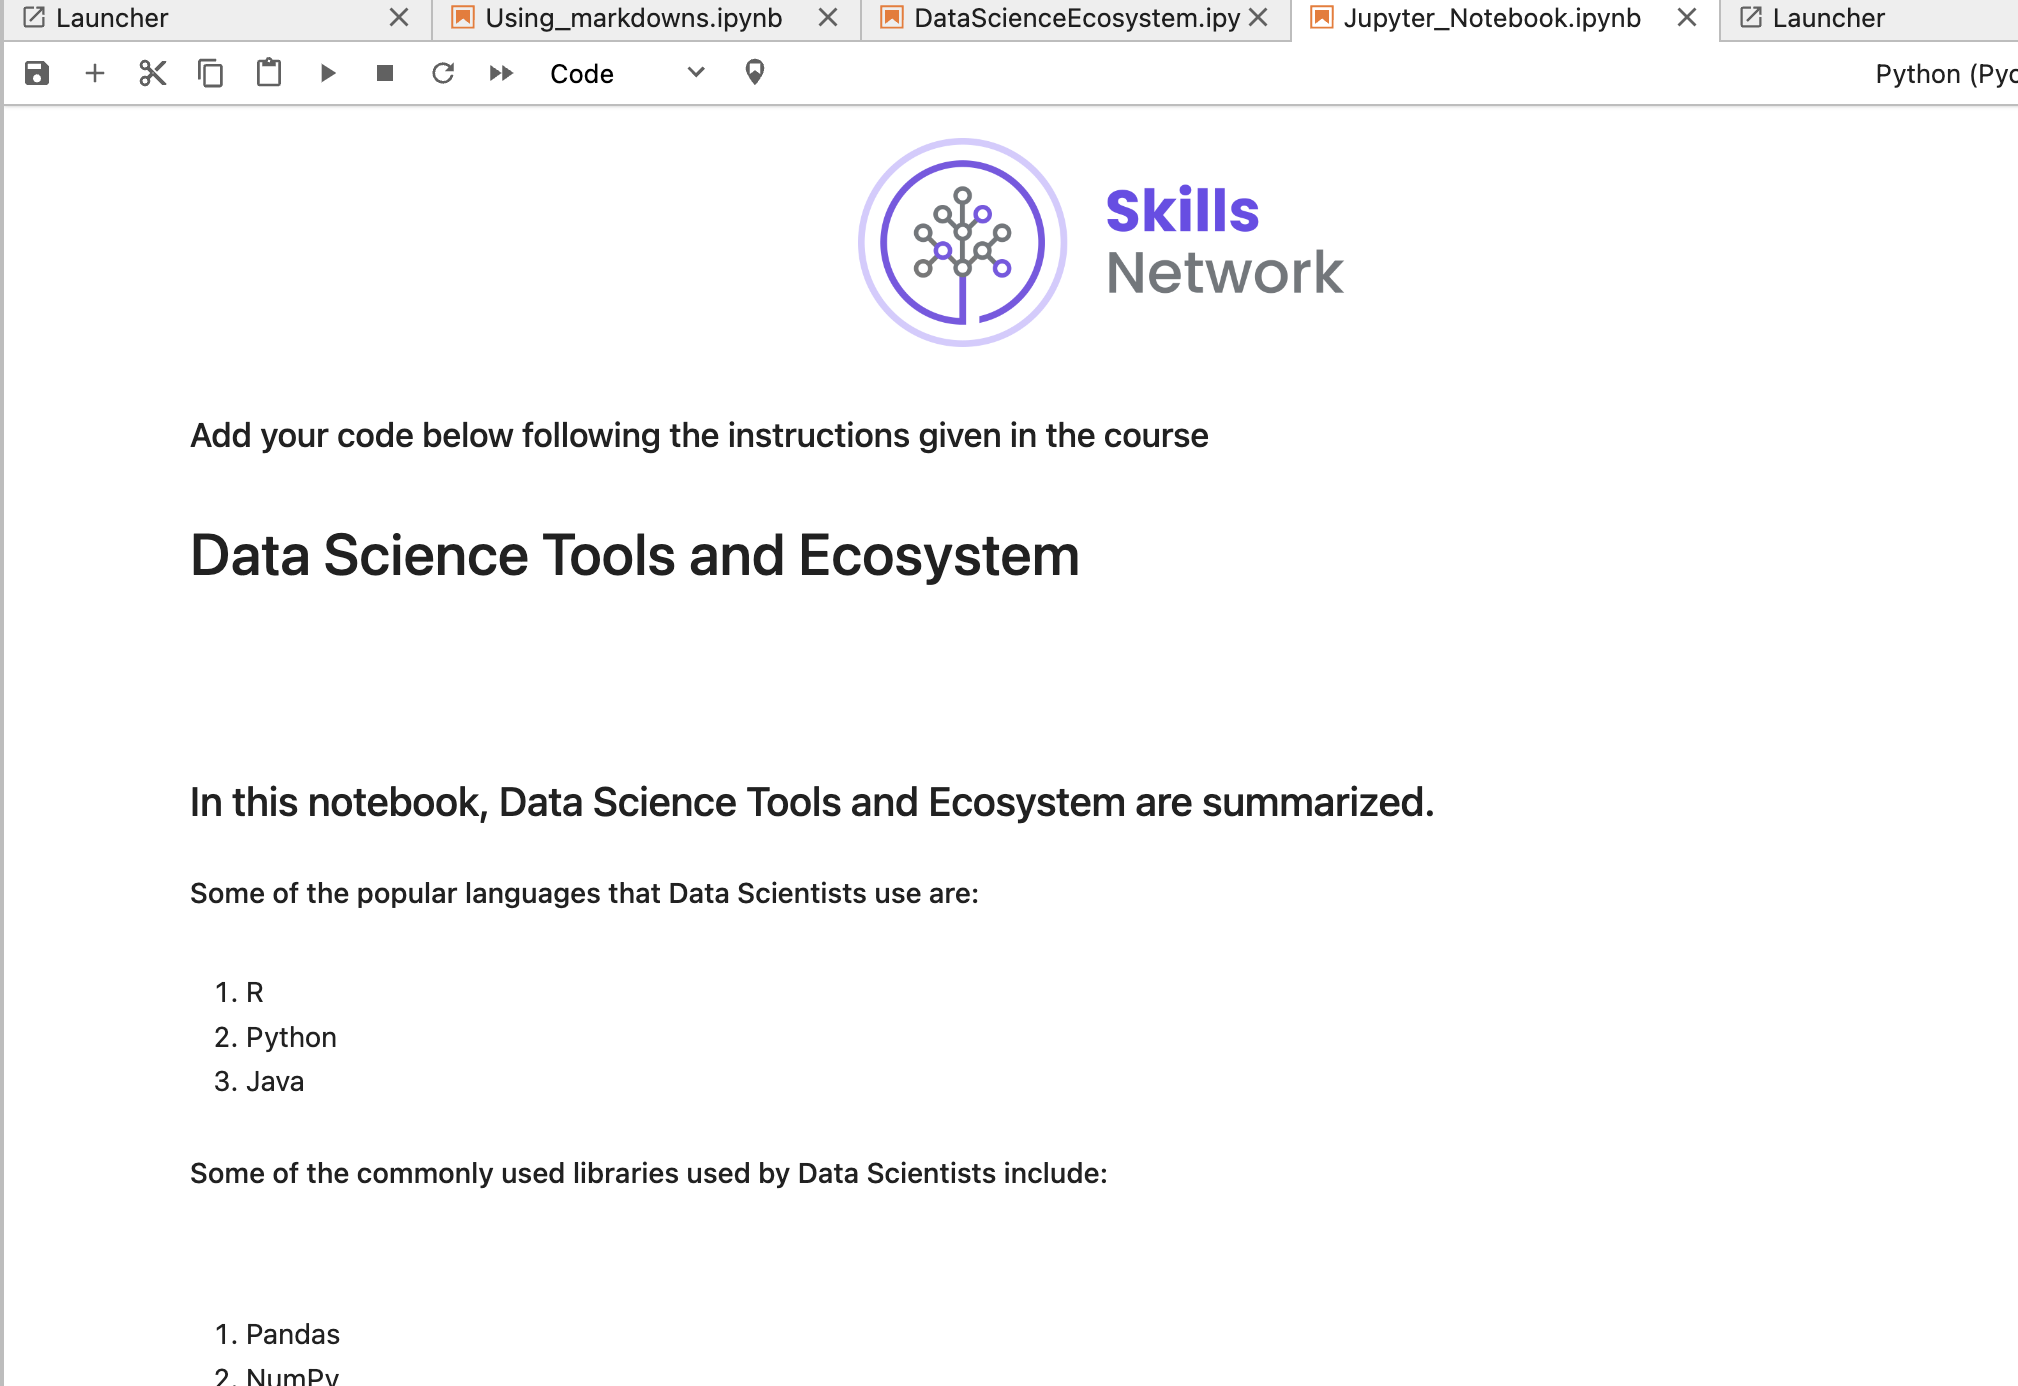 Launcher
Using_markdowns.ipynb
DataScienceEcosystem.ipy
Jupyter_Notebook.ipynb
Launcher
Code
Python (Pyo
Skills
Network
Add your code below following the instructions given in the course
Data Science Tools and Ecosystem
In this notebook, Data Science Tools and Ecosystem are summarized.
Some of the popular languages that Data Scientists use are:
1. R
2. Python
3. Java
Some of the commonly used libraries used by Data Scientists include:
1. Pandas
2. NumPy